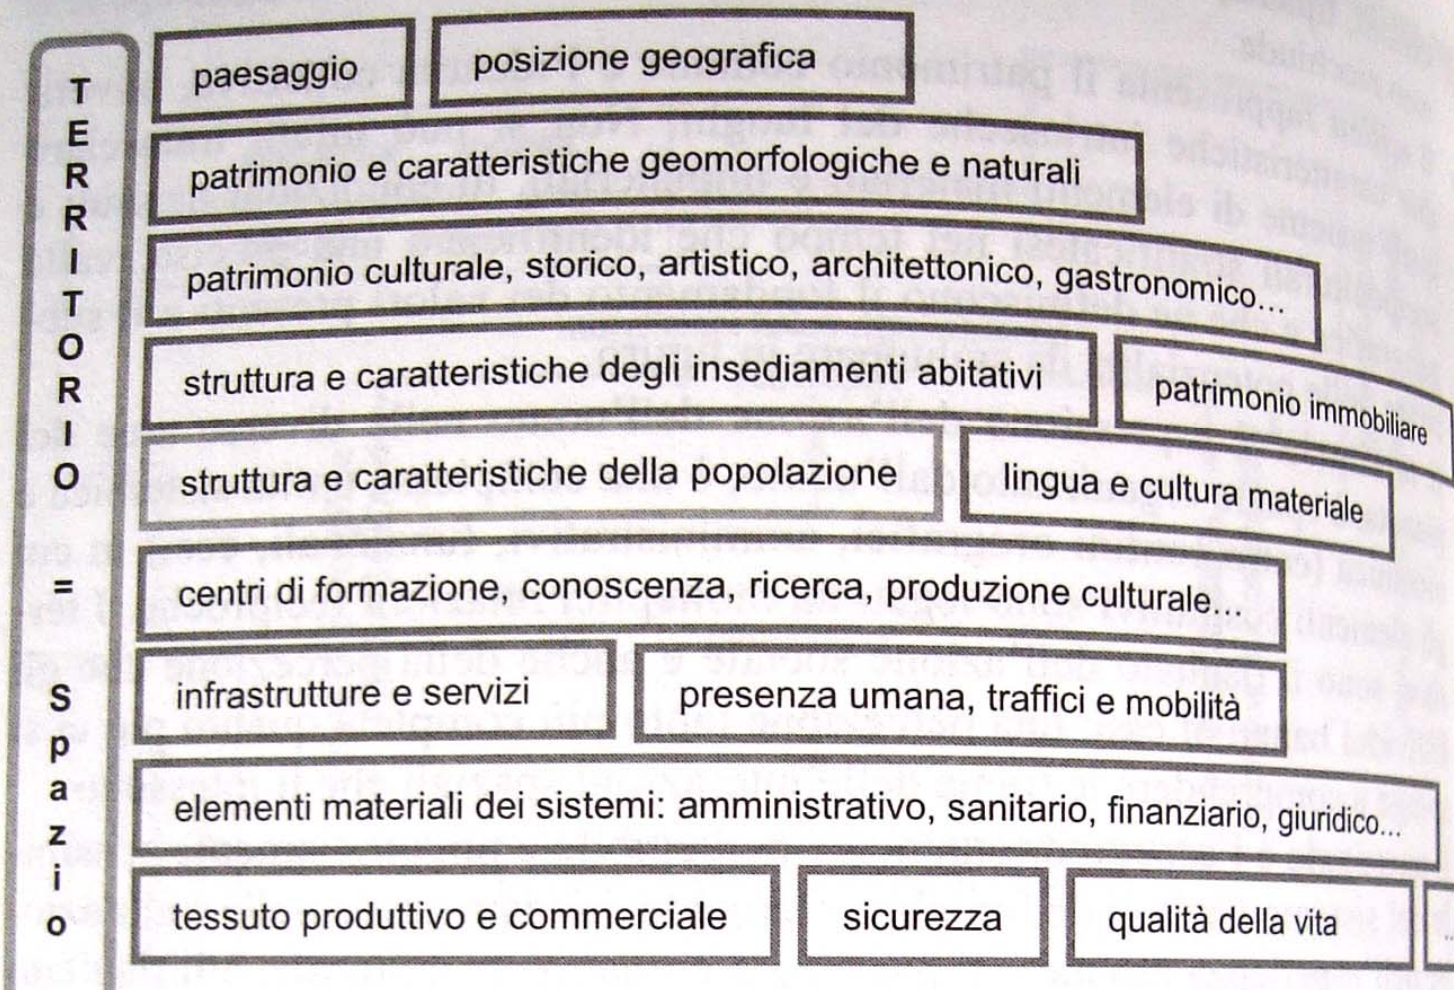 TERRITORIO = Spazio
paesaggio posizione geografica
patrimonio e caratteristiche geomorfologiche e naturali
patrimonio culturale, storico, artistico, architettonico, gastronomico...
struttura e caratteristiche degli insediamenti abitativi patrimonio immobiliare
struttura e caratteristiche della popolazione lingua e cultura materiale
centri di formazione, conoscenza, ricerca, produzione culturale...
infrastrutture e servizi presenza umana, traffici e mobilità
elementi materiali dei sistemi: amministrativo, sanitario, finanziario, giuridico...
tessuto produttivo e commerciale sicurezza qualità della vita